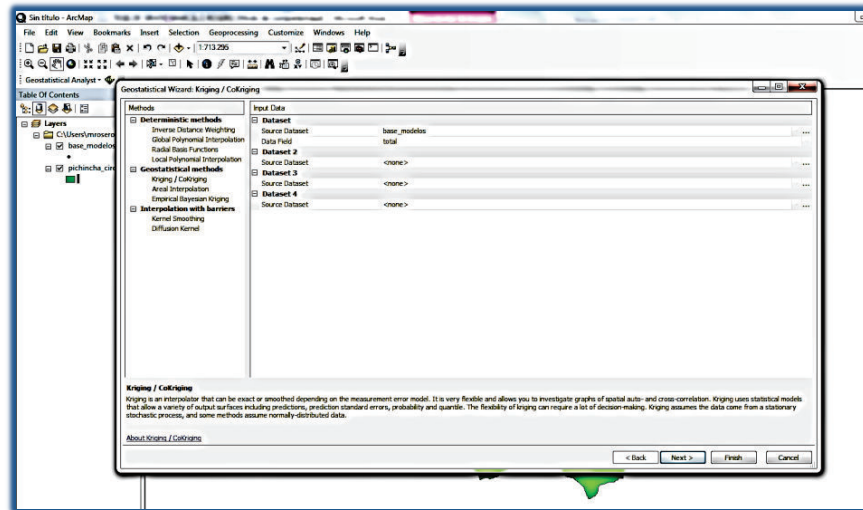 Sin título - ArcMap
File Edit View Bookmarks Insert Selection Geoprocessing Customize Windows Help
1:713.295
Geostatistical Analyst
Table Of Contents
Layers
C:\Users\mrosero
base_modelos
pichincha_circ
Geostatistical Wizard: Kriging / CoKriging
Methods
Deterministic methods
Inverse Distance Weighting
Global Polynomial Interpolation
Radial Basis Functions
Local Polynomial Interpolation
Geostatistical methods
Kriging / CoKriging
Areal Interpolation
Empirical Bayesian Kriging
Interpolation with barriers
Kernel Smoothing
Diffusion Kernel
Input Data
Dataset
Source Dataset base_modelos ...
Data Field total
Dataset 2
Source Dataset <none> ...
Dataset 3
Source Dataset <none> ...
Dataset 4
Source Dataset <none> ...
Kriging / CoKriging
Kriging is an interpolator that can be exact or smoothed depending on the measurement error model. It is very flexible and allows you to investigate graphs of spatial auto- and cross-correlation. Kriging uses statistical models
that allow a variety of output surfaces including predictions, prediction standard errors, probability and quantile. The flexibility of kriging can require a lot of decision-making. Kriging assumes the data come from a stationary
stochastic process, and some methods assume normally-distributed data.
About Kriging / CoKriging
< Back Next > Finish Cancel